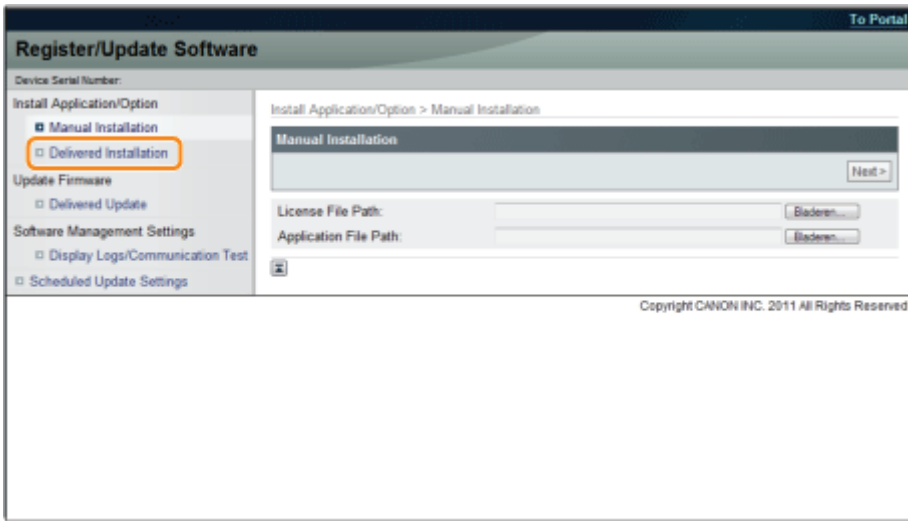 To Portal
Register/Update Software
Device Serial Number:
Install Application/Option
Manual Installation
Delivered Installation
Update Firmware
Delivered Update
Software Management Settings
Display Logs/Communication Test
Scheduled Update Settings
Install Application/Option > Manual Installation
Manual Installation
Next >
License File Path:
Bladeren...
Application File Path:
Bladeren...
Copyright CANON INC. 2011 All Rights Reserved